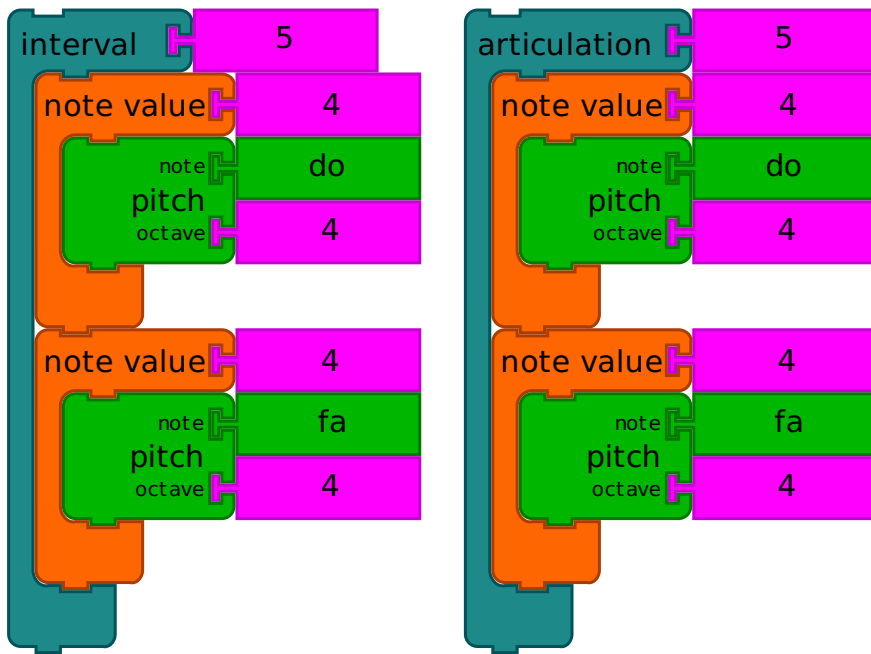 interval 5
note value 4
note do
pitch
octave 4
note value 4
note fa
pitch
octave 4
articulation 5
note value 4
note do
pitch
octave 4
note value 4
note fa
pitch
octave 4